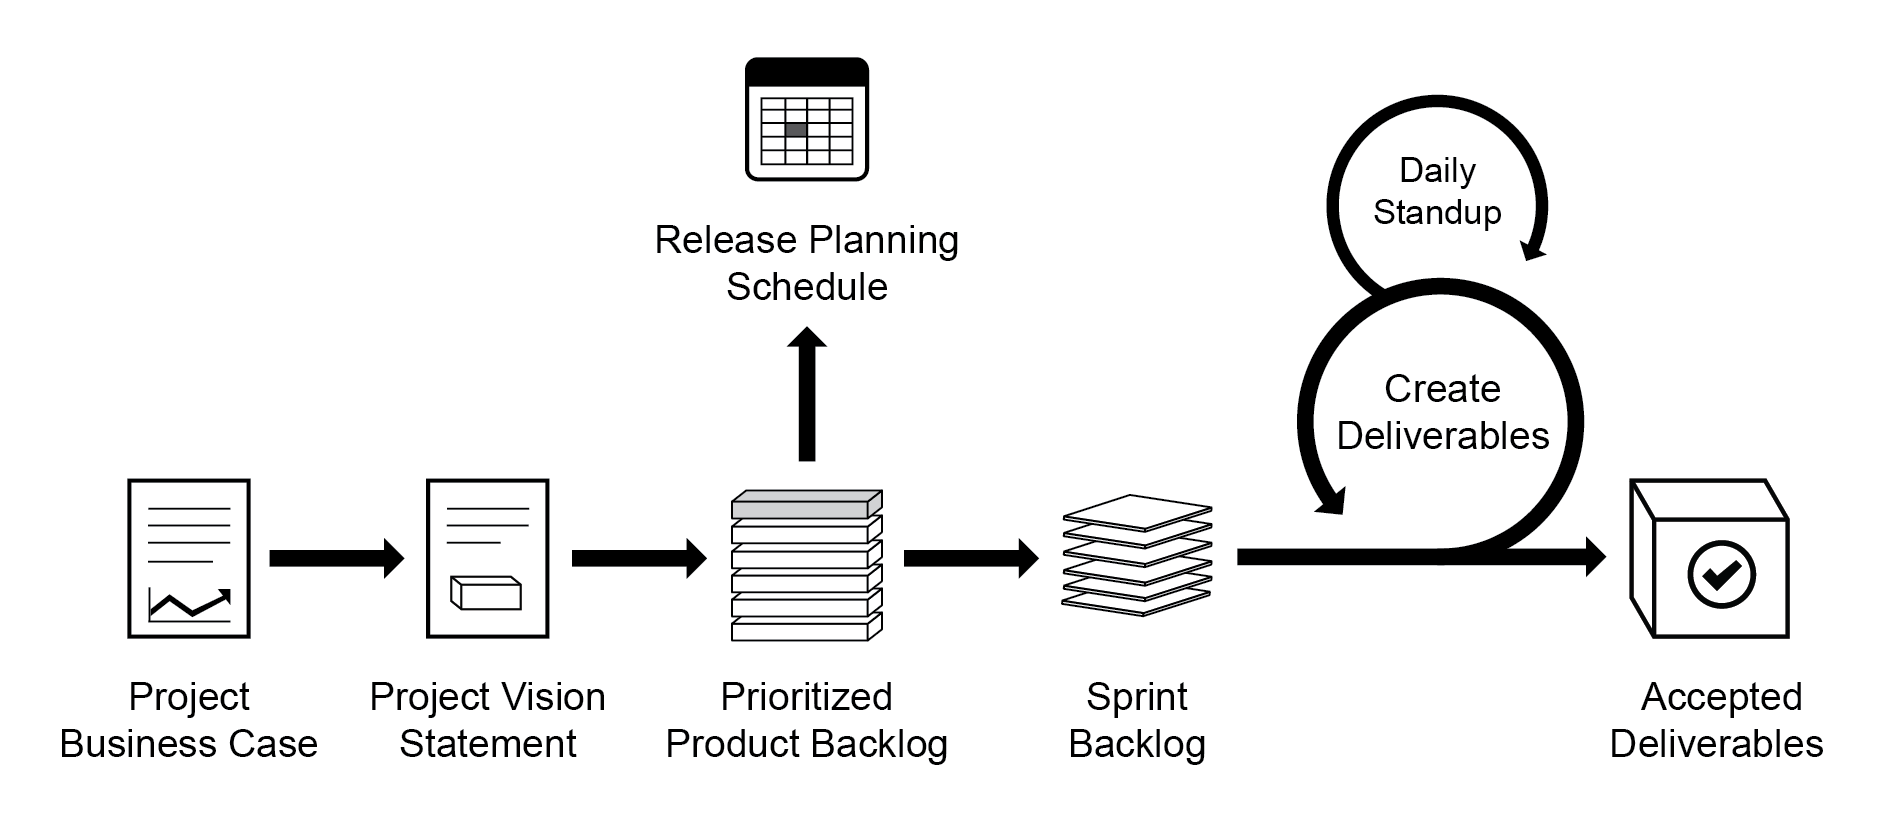 Release Planning
Schedule
Daily
Standup
Create
Deliverables
Project
Business Case
Project Vision
Statement
Prioritized
Product Backlog
Sprint
Backlog
Accepted
Deliverables